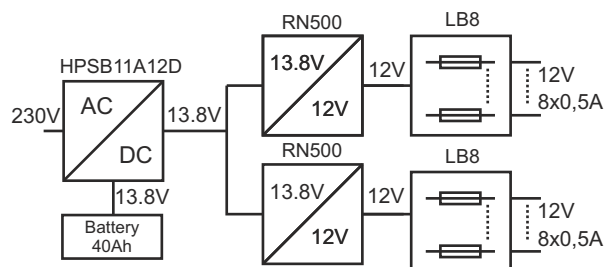 HPSB11A12D
230V
AC
DC
13.8V
13.8V
Battery
40Ah
RN500
13.8V
12V
12V
LB8
12V
8x0,5A
RN500
13.8V
12V
12V
LB8
12V
8x0,5A